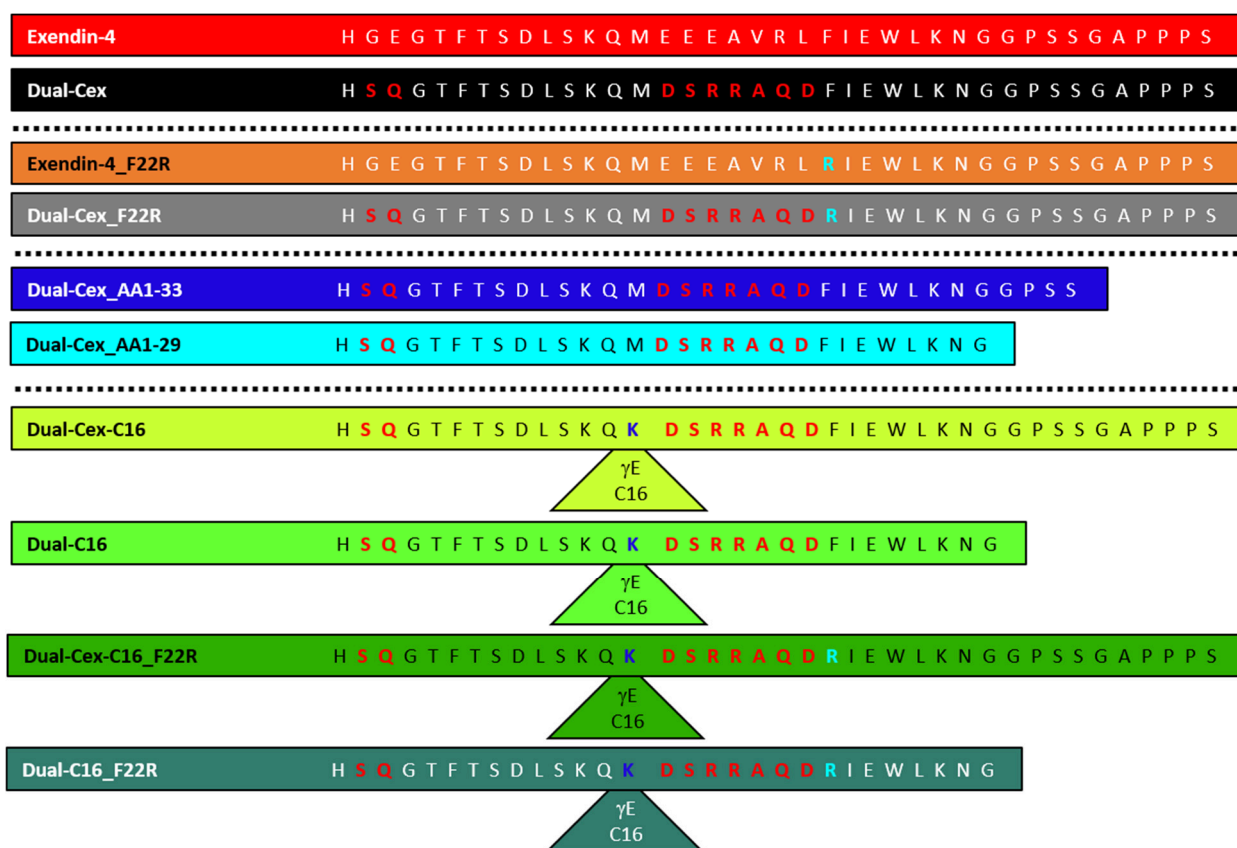 Exendin-4 H G E G T F T S D L S K Q M E E E A V R L F I E W L K N G G P S S G A P P P S
Dual-Cex H S Q G T F T S D L S K Q M D S R R A Q D F I E W L K N G G P S S G A P P P S
Exendin-4_F22R H G E G T F T S D L S K Q M E E E A V R L R I E W L K N G G P S S G A P P P S
Dual-Cex_F22R H S Q G T F T S D L S K Q M D S R R A Q D R I E W L K N G G P S S G A P P P S
Dual-Cex_AA1-33 H S Q G T F T S D L S K Q M D S R R A Q D F I E W L K N G G P S S
Dual-Cex_AA1-29 H S Q G T F T S D L S K Q M D S R R A Q D F I E W L K N G
Dual-Cex-C16 H S Q G T F T S D L S K Q K D S R R A Q D F I E W L K N G G P S S G A P P P S
γE
C16
Dual-C16 H S Q G T F T S D L S K Q K D S R R A Q D F I E W L K N G
γE
C16
Dual-Cex-C16_F22R H S Q G T F T S D L S K Q K D S R R A Q D R I E W L K N G G P S S G A P P P S
γE
C16
Dual-C16_F22R H S Q G T F T S D L S K Q K D S R R A Q D R I E W L K N G
γE
C16